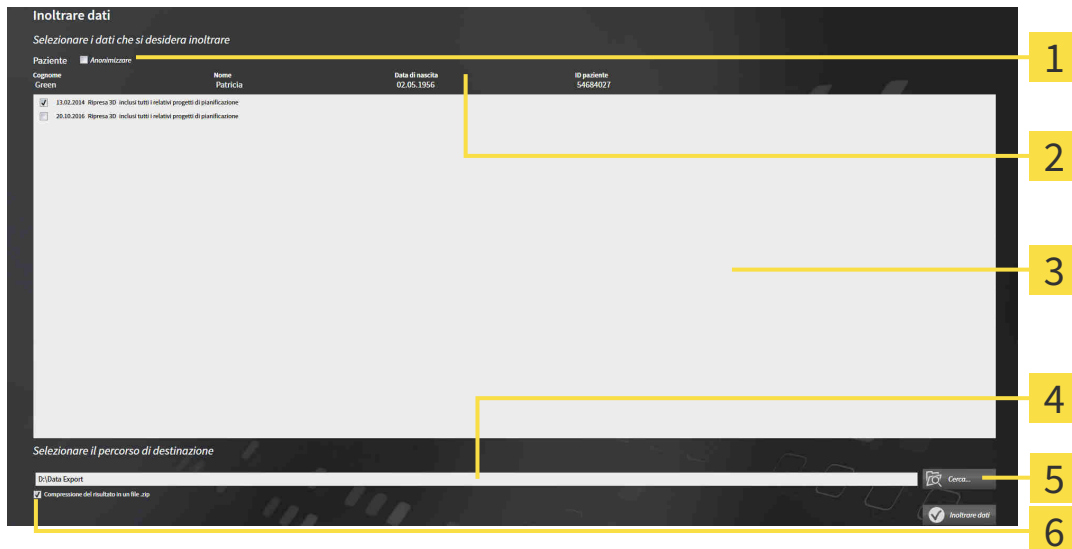 Inoltrare dati
Selezionare i dati che si desidera inoltrare
1
Paziente Anonimizzare
Cognome Nome Data di nascita ID paziente
Green Patricia 02.05.1956 54684027
13.02.2014 Ripresa 3D inclusi tutti i relativi progetti di pianificazione
20.10.2016 Ripresa 3D inclusi tutti i relativi progetti di pianificazione
2
3
4
Selezionare il percorso di destinazione
D:\Data Export Cerca... 5
Compressione del risultato in un file .zip
Inoltrare dati
6